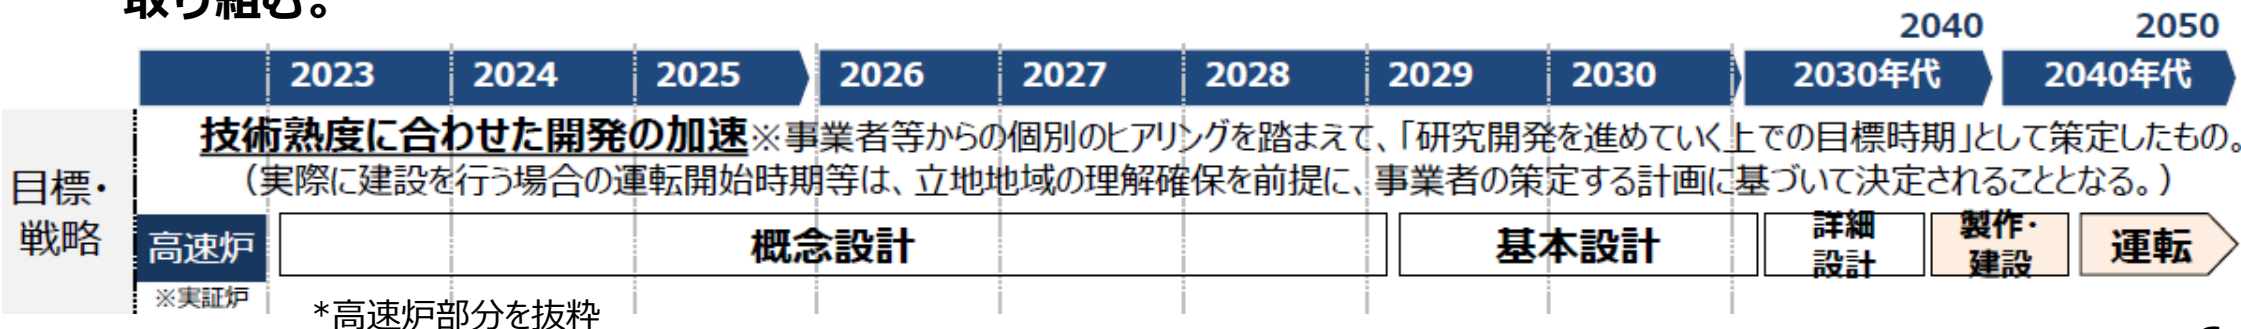 取り組む。
2040 2050
2023 2024 2025 2026 2027 2028 2029 2030 2030年代 2040年代
目標・
戦略
技術熟度に合わせた開発の加速※事業者等からの個別のヒアリングを踏まえて、「研究開発を進めていく上での目標時期」として策定したもの。
（実際に建設を行う場合の運転開始時期等は、立地地域の理解確保を前提に、事業者の策定する計画に基づいて決定されることとなる。）
高速炉
※実証炉
概念設計
基本設計
詳細
設計
製作・
建設
運転
*高速炉部分を抜粋